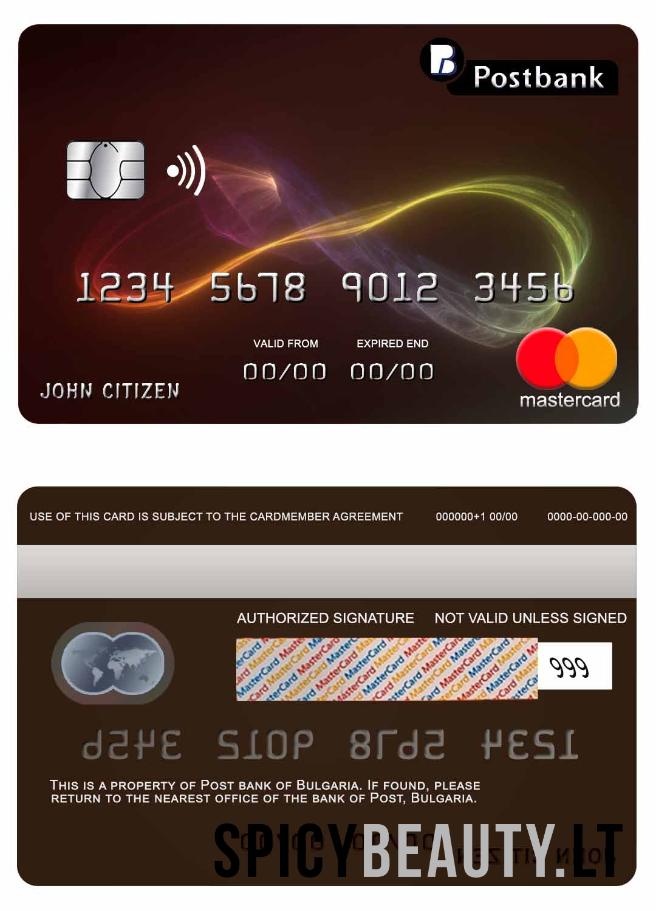 Postbank
1234 5678 9012 3456
VALID FROM EXPIRED END
00/00 00/00
JOHN CITIZEN
mastercard
USE OF THIS CARD IS SUBJECT TO THE CARDMEMBER AGREEMENT 000000+1 00/00 0000-00-000-00
AUTHORIZED SIGNATURE NOT VALID UNLESS SIGNED
MasterCard MasterCard MasterCard
999
THIS IS A PROPERTY OF POST BANK OF BULGARIA. IF FOUND, PLEASE
RETURN TO THE NEAREST OFFICE OF THE BANK OF POST, BULGARIA.
SPICYBEAUTY.LT